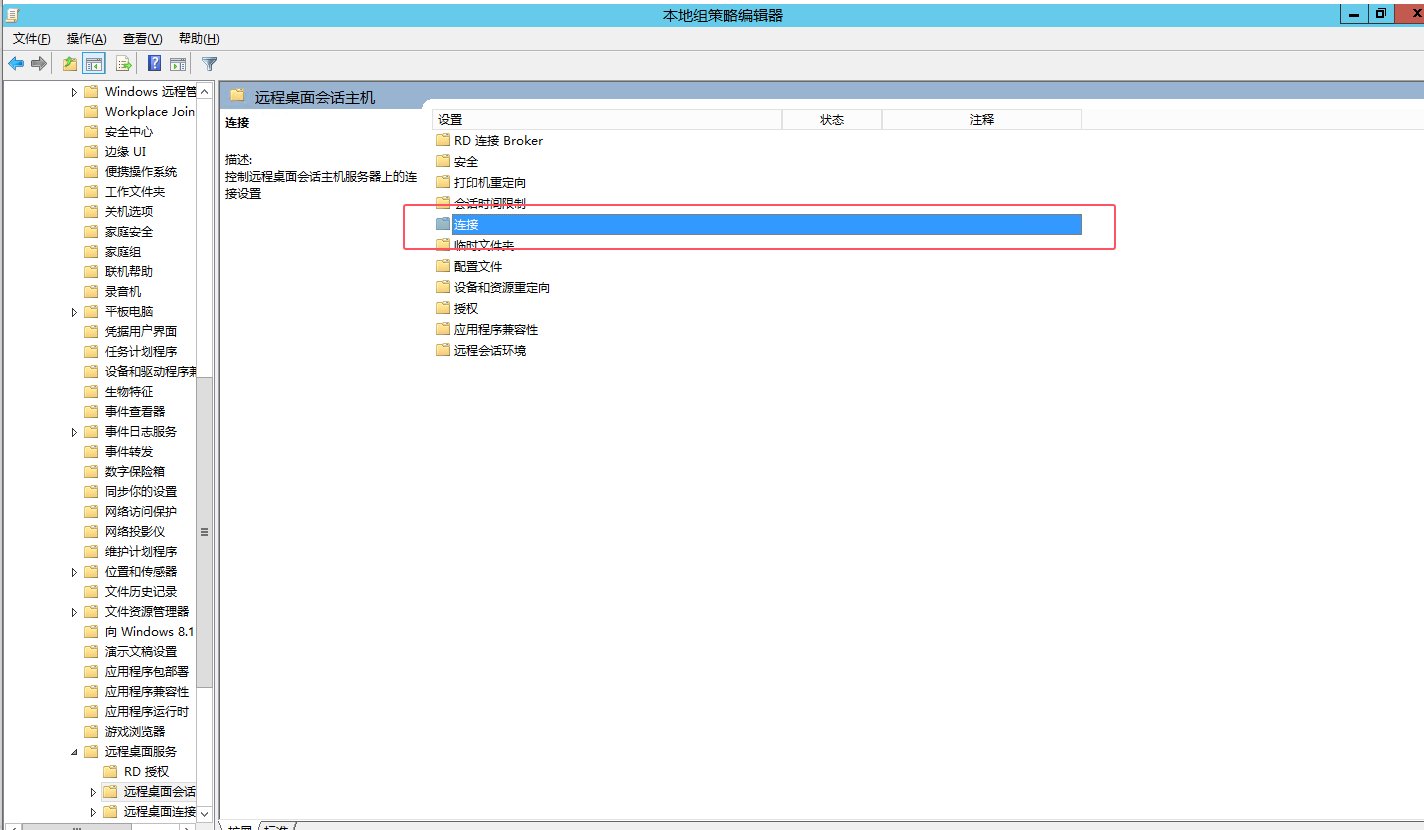 本地组策略编辑器
文件(F) 操作(A) 查看(V) 帮助(H)
Windows 远程管
Workplace Join
安全中心
边缘 UI
便携操作系统
工作文件夹
关机选项
家庭安全
家庭组
联机帮助
录音机
平板电脑
凭据用户界面
任务计划程序
设备和驱动程序兼
生物特征
事件查看器
事件日志服务
事件转发
数字保险箱
同步你的设置
网络访问保护
网络投影仪
维护计划程序
位置和传感器
文件历史记录
文件资源管理器
向 Windows 8.1
演示文稿设置
应用程序包部署
应用程序兼容性
应用程序运行时
游戏浏览器
远程桌面服务
RD 授权
远程桌面会话
远程桌面连接
远程桌面会话主机
连接
描述:
控制远程桌面会话主机服务器上的连
接设置
设置 状态 注释
RD 连接 Broker
安全
打印机重定向
会话时间限制
连接
临时文件夹
配置文件
设备和资源重定向
授权
应用程序兼容性
远程会话环境
扩展 标准